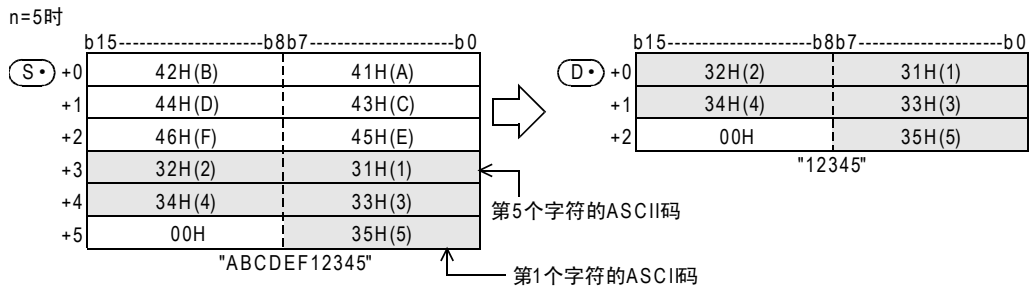 n=5时
b15---------------------b8b7---------------------b0
b15---------------------b8b7---------------------b0
S• +0 42H(B) 41H(A)
D• +0 32H(2) 31H(1)
+1 44H(D) 43H(C)
+1 34H(4) 33H(3)
+2 46H(F) 45H(E)
+2 00H 35H(5)
+3 32H(2) 31H(1)
"12345"
+4 34H(4) 33H(3)
第5个字符的ASCII码
+5 00H 35H(5)
"ABCDEF12345"
第1个字符的ASCII码